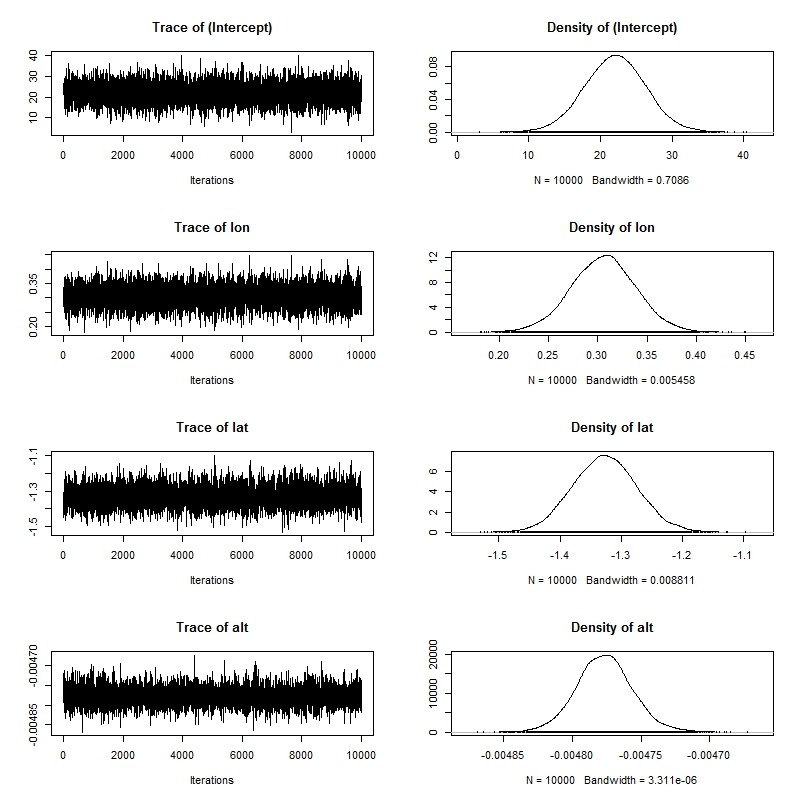 Trace of (Intercept)
10 20 30 40
0 2000 4000 6000 8000 10000
Iterations
Density of (Intercept)
0.00 0.04 0.08
0 10 20 30 40
N = 10000 Bandwidth = 0.7086
Trace of lon
0.20 0.35
0 2000 4000 6000 8000 10000
Iterations
Density of lon
0 4 8 12
0.20 0.25 0.30 0.35 0.40 0.45
N = 10000 Bandwidth = 0.005458
Trace of lat
-1.5 -1.3 -1.1
0 2000 4000 6000 8000 10000
Iterations
Density of lat
0 2 4 6
-1.5 -1.4 -1.3 -1.2 -1.1
N = 10000 Bandwidth = 0.008811
Trace of alt
-0.00485 -0.00470
0 2000 4000 6000 8000 10000
Iterations
Density of alt
0 10000 20000
-0.00485 -0.00480 -0.00475 -0.00470
N = 10000 Bandwidth = 3.311e-06